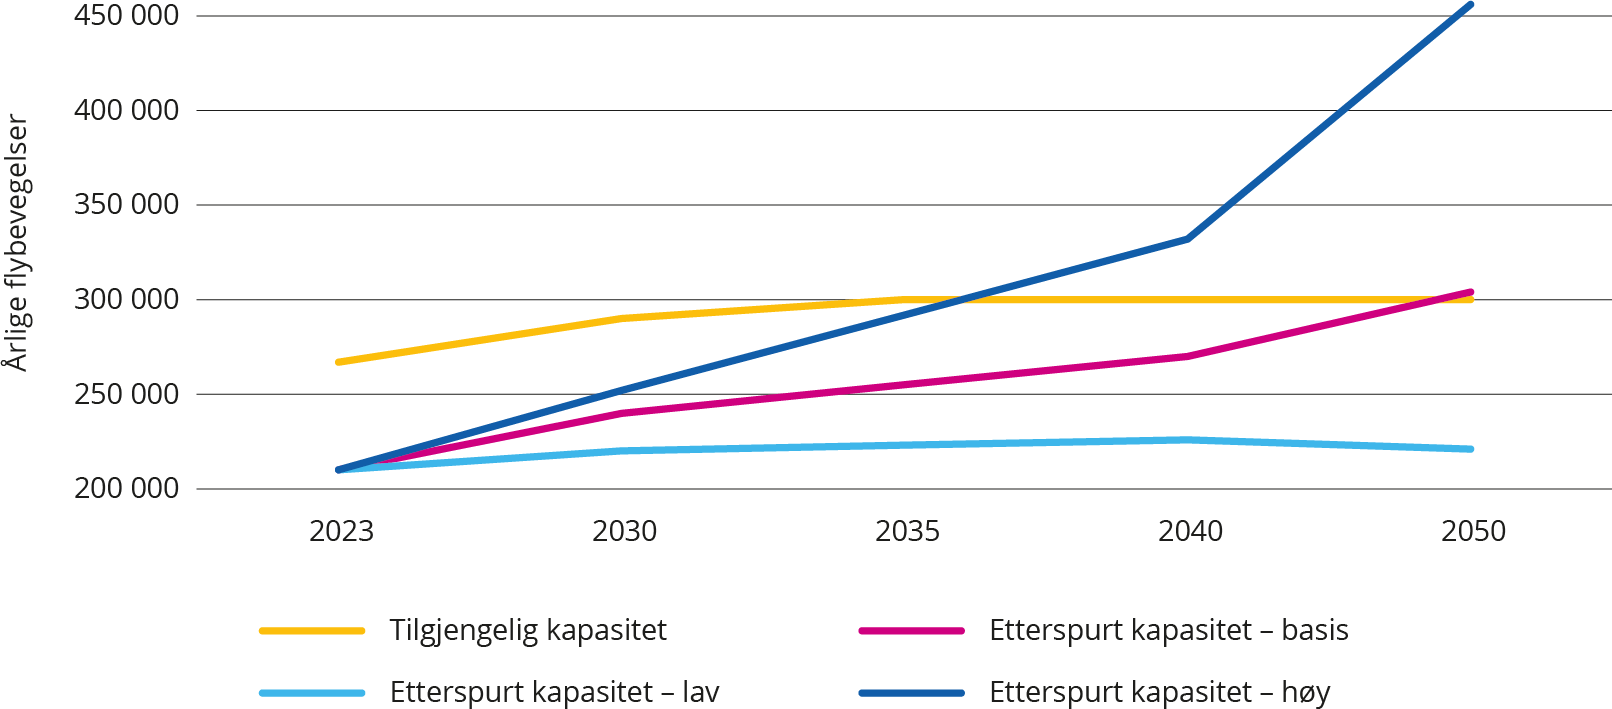 Årlige flybevegelser
450 000
400 000
350 000
300 000
250 000
200 000
2023 2030 2035 2040 2050
Tilgjengelig kapasitet
Etterspurt kapasitet – basis
Etterspurt kapasitet – lav
Etterspurt kapasitet – høy